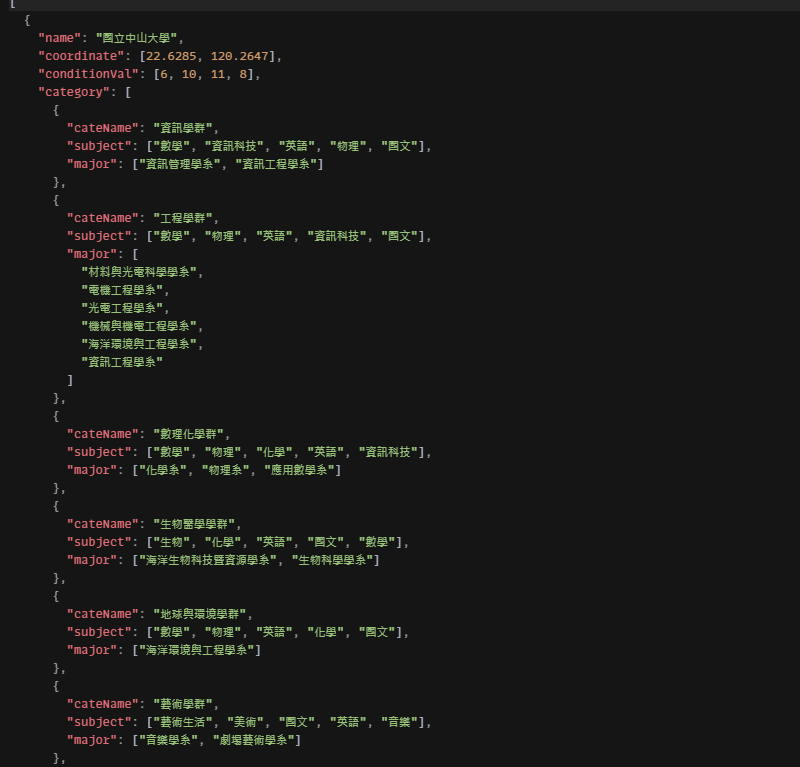 [
{
"name": "國立中山大學",
"coordinate": [22.6285, 120.2647],
"conditionVal": [6, 10, 11, 8],
"category": [
{
"cateName": "資訊學群",
"subject": ["數學", "資訊科技", "英語", "物理", "國文"],
"major": ["資訊管理學系", "資訊工程學系"]
},
{
"cateName": "工程學群",
"subject": ["數學", "物理", "英語", "資訊科技", "國文"],
"major": [
"材料與光電科學學系",
"電機工程學系",
"光電工程學系",
"機械與機電工程學系",
"海洋環境與工程學系",
"資訊工程學系"
]
},
{
"cateName": "數理化學群",
"subject": ["數學", "物理", "化學", "英語", "資訊科技"],
"major": ["化學系", "物理系", "應用數學系"]
},
{
"cateName": "生物醫學學群",
"subject": ["生物", "化學", "英語", "國文", "數學"],
"major": ["海洋生物科技暨資源學系", "生物科學學系"]
},
{
"cateName": "地球與環境學群",
"subject": ["數學", "物理", "英語", "化學", "國文"],
"major": ["海洋環境與工程學系"]
},
{
"cateName": "藝術學群",
"subject": ["藝術生活", "美術", "國文", "英語", "音樂"],
"major": ["音樂學系", "劇場藝術學系"]
},